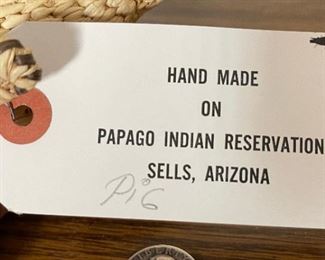 HAND MADE
ON
PAPAGO INDIAN RESERVATION
SELLS, ARIZONA
PiG